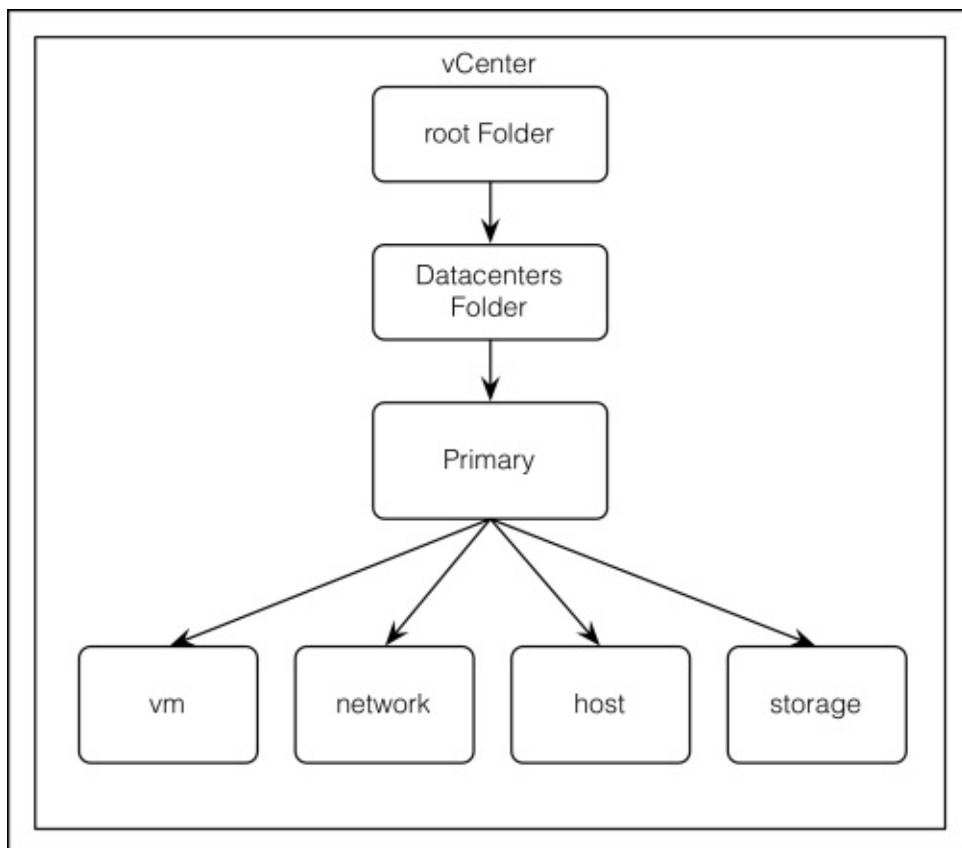 vCenter
root Folder
Datacenters
Folder
Primary
vm
network
host
storage